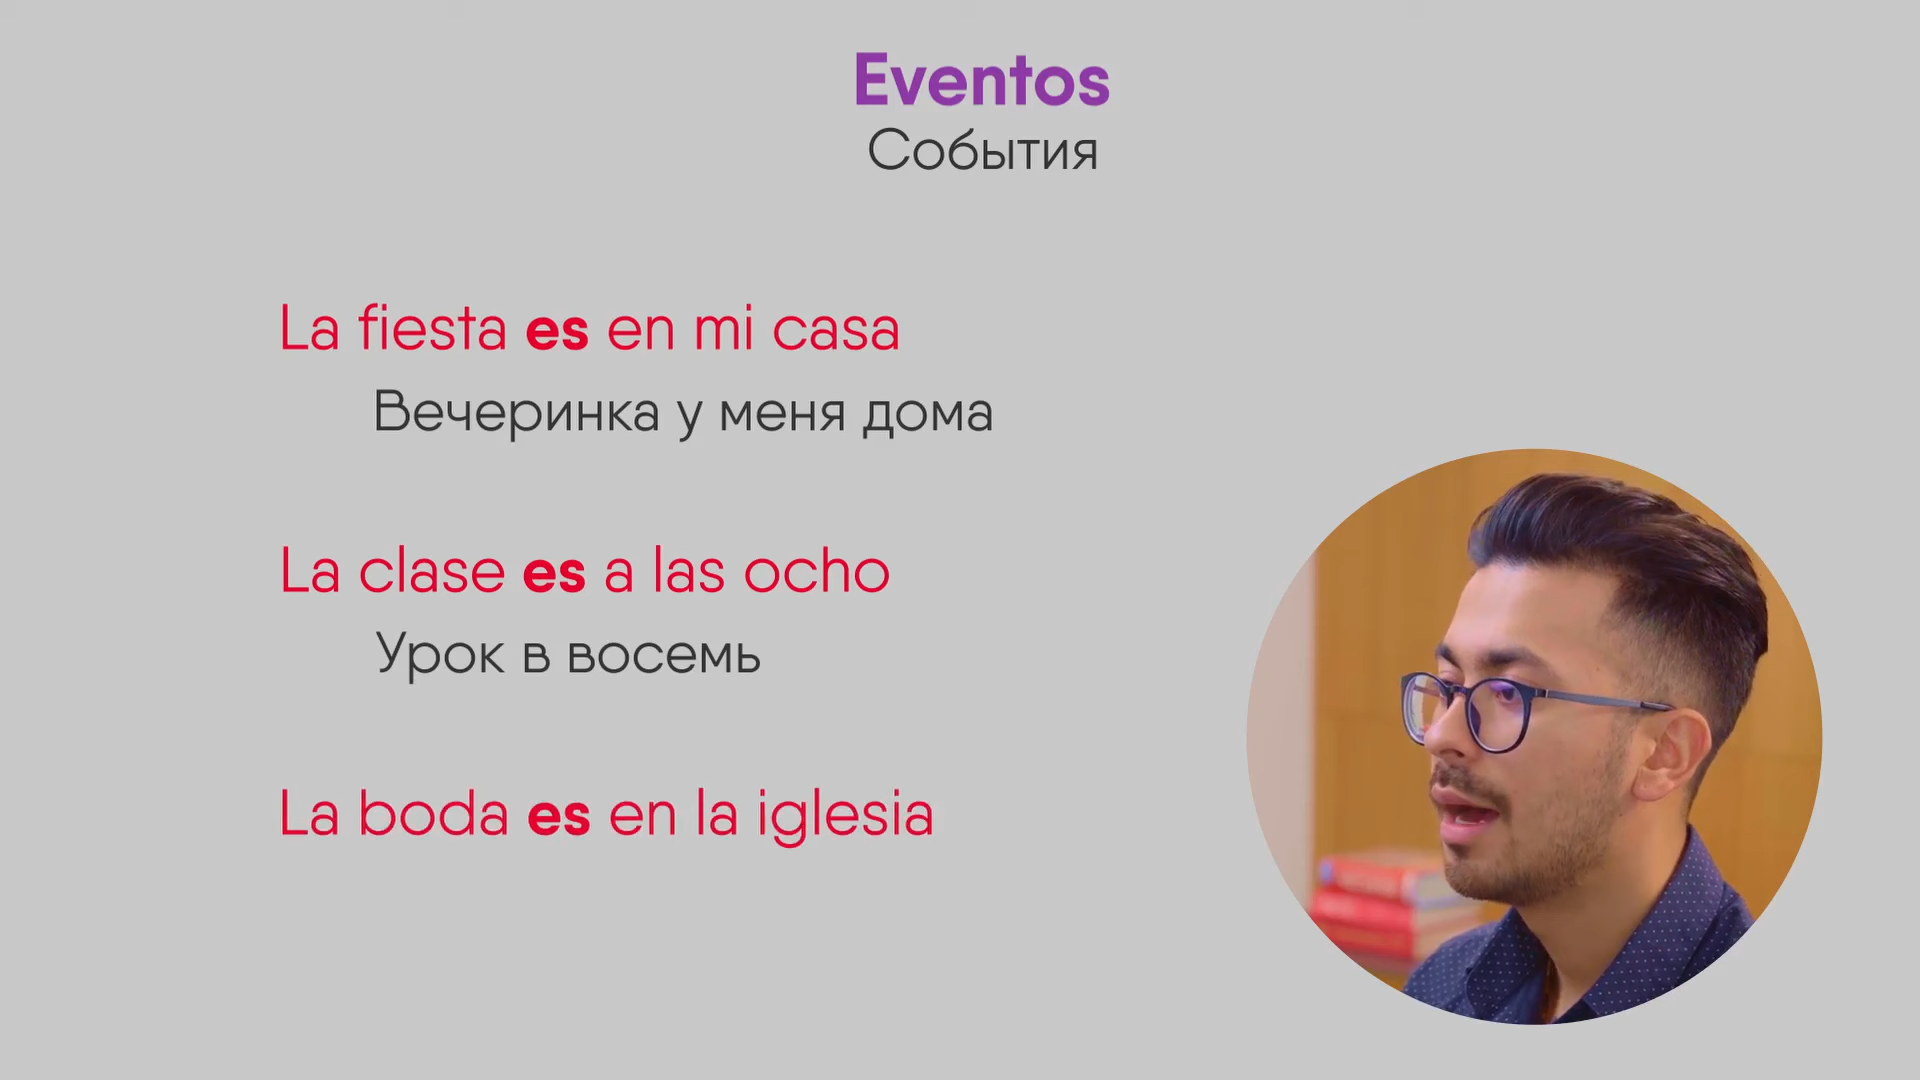 Eventos
События
La fiesta es en mi casa
Вечеринка у меня дома
La clase es a las ocho
Урок в восемь
La boda es en la iglesia